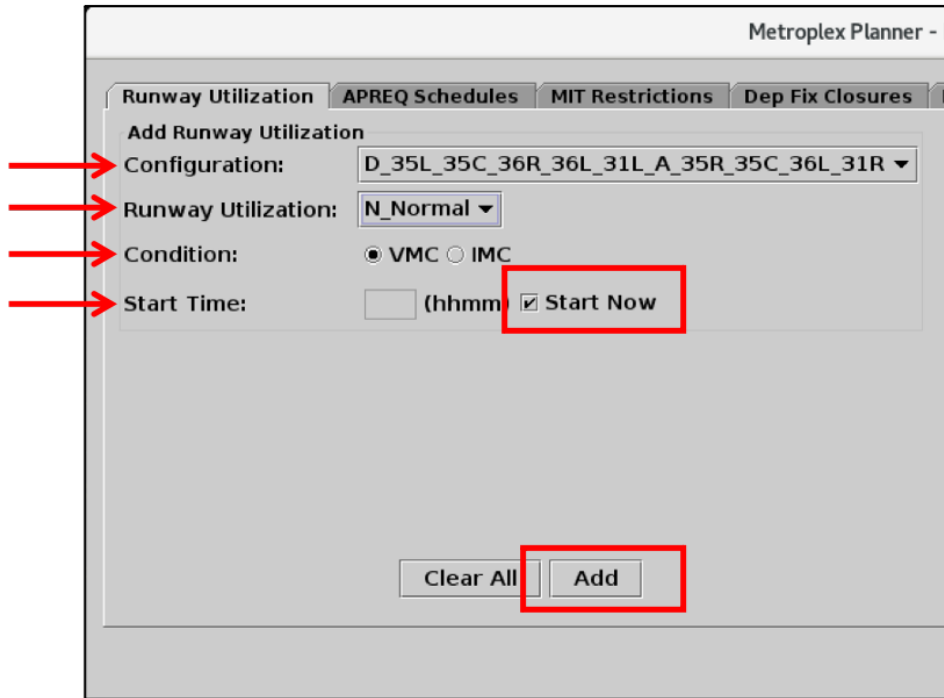 Metroplex Planner -
Runway Utilization APREQ Schedules MIT Restrictions Dep Fix Closures
Add Runway Utilization
Configuration: D_35L_35C_36R_36L_31L_A_35R_35C_36L_31R
Runway Utilization: N_Normal
Condition: VMC IMC
Start Time: (hhmm) Start Now
Clear All Add